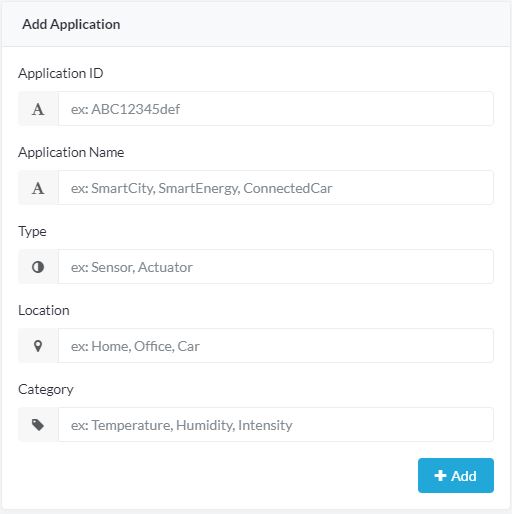 Add Application
Application ID
ex: ABC12345def
Application Name
ex: SmartCity, SmartEnergy, ConnectedCar
Type
ex: Sensor, Actuator
Location
ex: Home, Office, Car
Category
ex: Temperature, Humidity, Intensity
Add